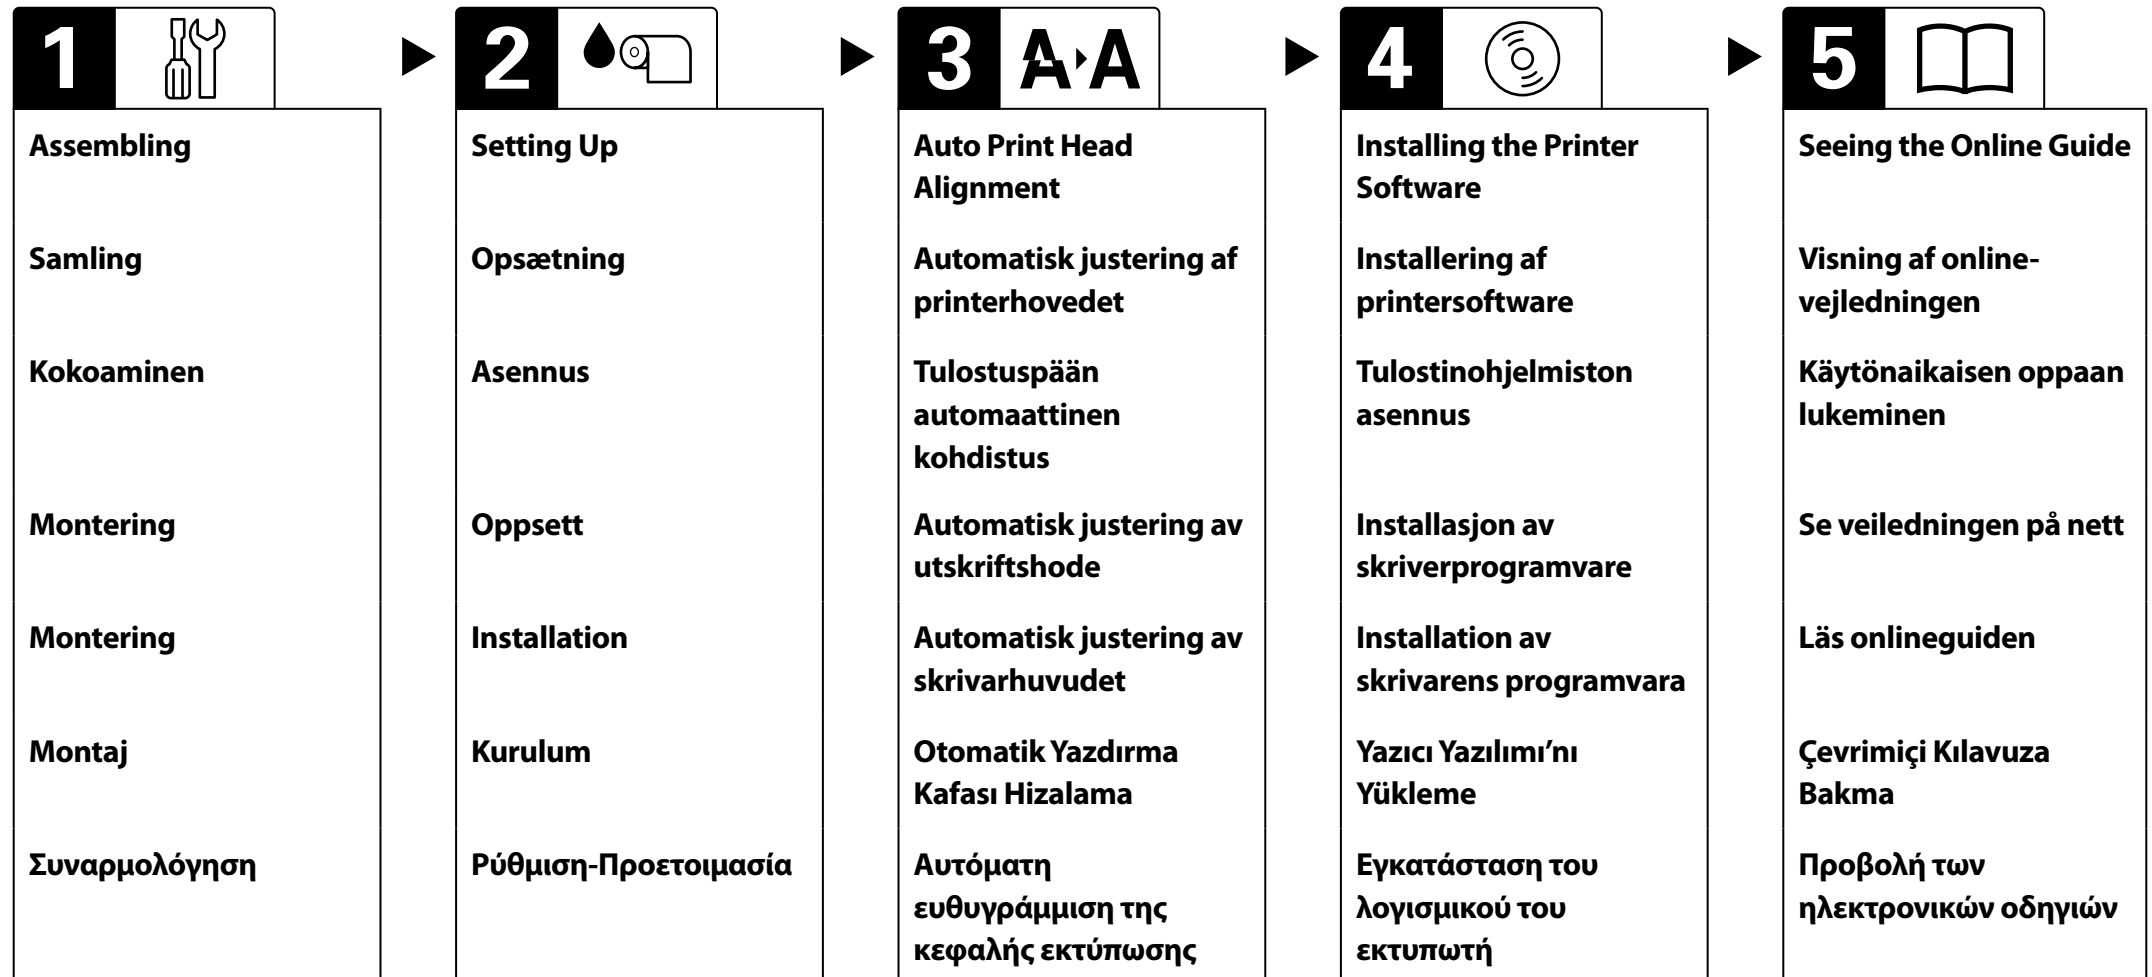 1
Assembling
Samling
Kokoaminen
Montering
Montering
Montaj
Συναρμολόγηση
2
Setting Up
Opsætning
Asennus
Oppsett
Installation
Kurulum
Ρύθμιση-Προετοιμασία
3 A A
Auto Print Head
Alignment
Automatisk justering af
printerhovedet
Tulostuspään
automaattinen
kohdistus
Automatisk justering av
utskriftshode
Automatisk justering av
skrivarhuvudet
Otomatik Yazdırma
Kafası Hizalama
Αυτόματη
ευθυγράμμιση της
κεφαλής εκτύπωσης
4
Installing the Printer
Software
Installering af
printersoftware
Tulostinohjelmiston
asennus
Installasjon av
skriverprogramvare
Installation av
skrivarens programvara
Yazıcı Yazılımı’nı
Yükleme
Εγκατάσταση του
λογισμικού του
εκτυπωτή
5
Seeing the Online Guide
Visning af online-
vejledningen
Käytönaikaisen oppaan
lukeminen
Se veiledningen på nett
Läs onlineguiden
Çevrimiçi Kılavuza
Bakma
Προβολή των
ηλεκτρονικών οδηγιών